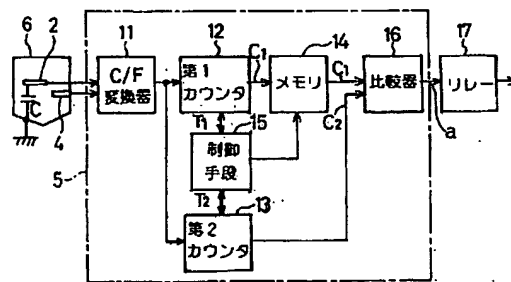 6
2
11
12
14
16
17
C/F
変換器
第1
カウンタ
C1
メモリ
C1
比較器
リレー
C
4
T1
15
C2
a
制御
手段
5
T2
13
第2
カウンタ